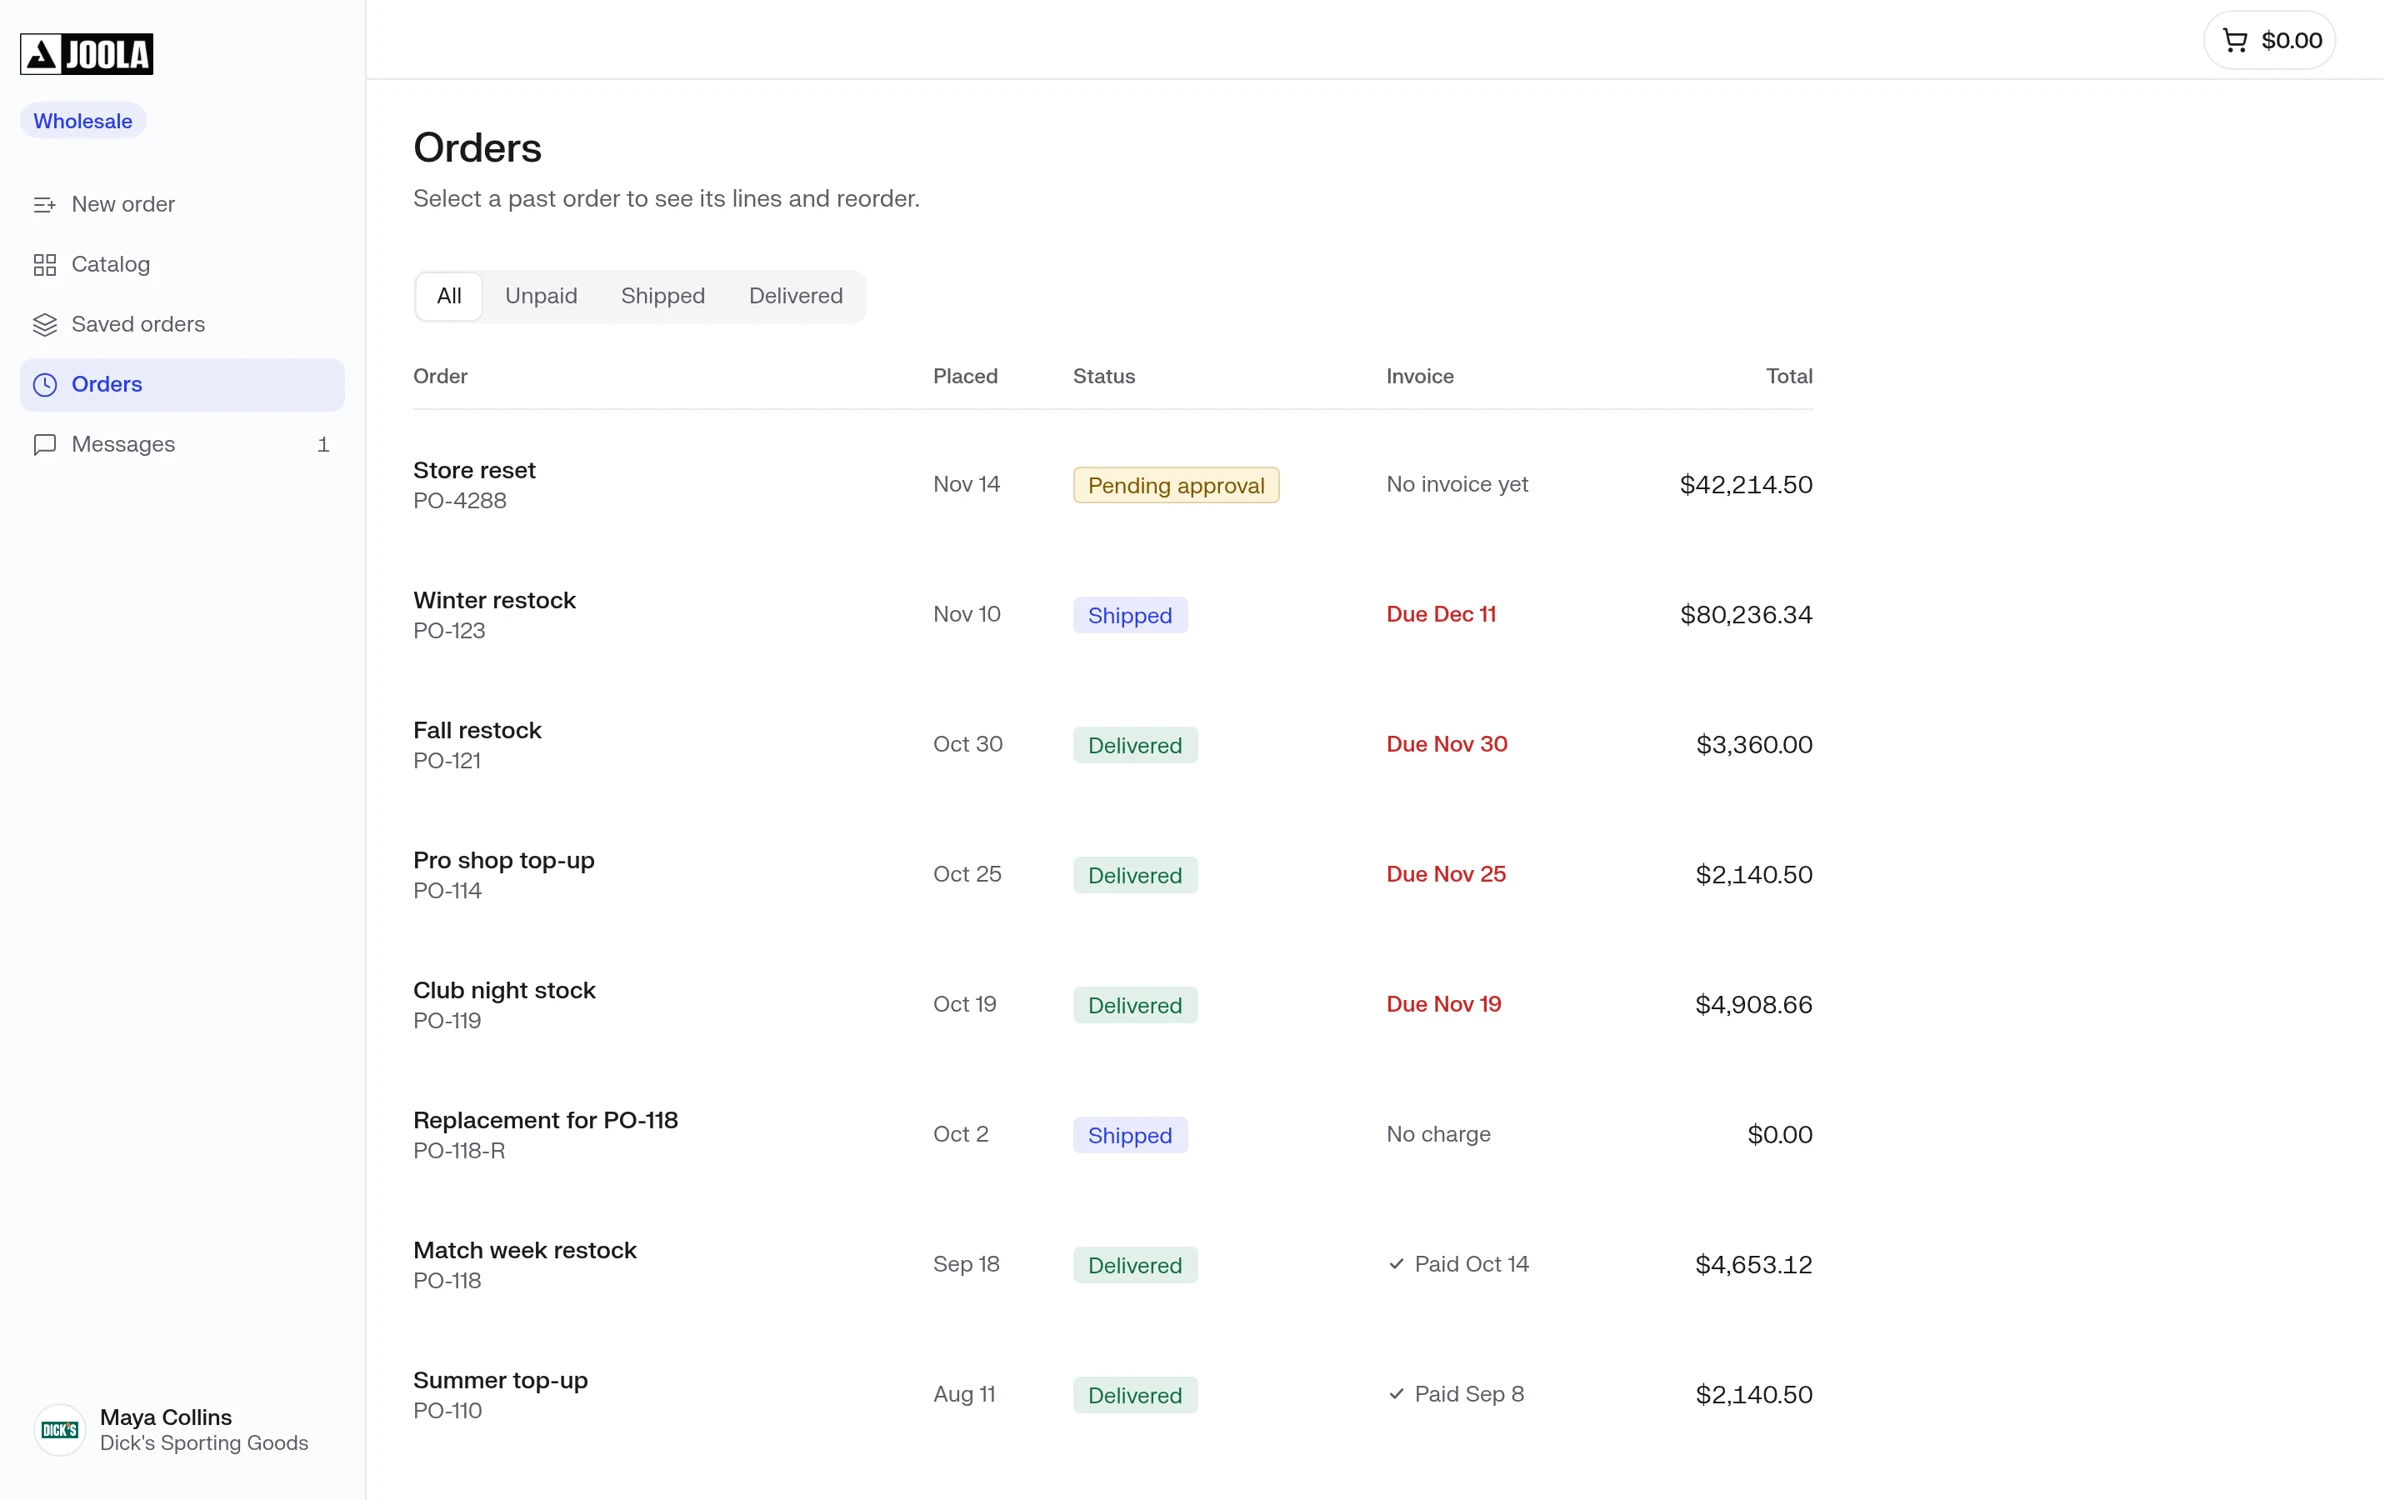 JOOLA
$0.00
Wholesale
New order
Catalog
Saved orders
Orders
Messages 1
Orders
Select a past order to see its lines and reorder.
All Unpaid Shipped Delivered
Order Placed Status Invoice Total
Store reset
PO-4288
Nov 14 Pending approval No invoice yet $42,214.50
Winter restock
PO-123
Nov 10 Shipped Due Dec 11 $80,236.34
Fall restock
PO-121
Oct 30 Delivered Due Nov 30 $3,360.00
Pro shop top-up
PO-114
Oct 25 Delivered Due Nov 25 $2,140.50
Club night stock
PO-119
Oct 19 Delivered Due Nov 19 $4,908.66
Replacement for PO-118
PO-118-R
Oct 2 Shipped No charge $0.00
Match week restock
PO-118
Sep 18 Delivered Paid Oct 14 $4,653.12
Summer top-up
PO-110
Aug 11 Delivered Paid Sep 8 $2,140.50
DICK'S
Maya Collins
Dick's Sporting Goods